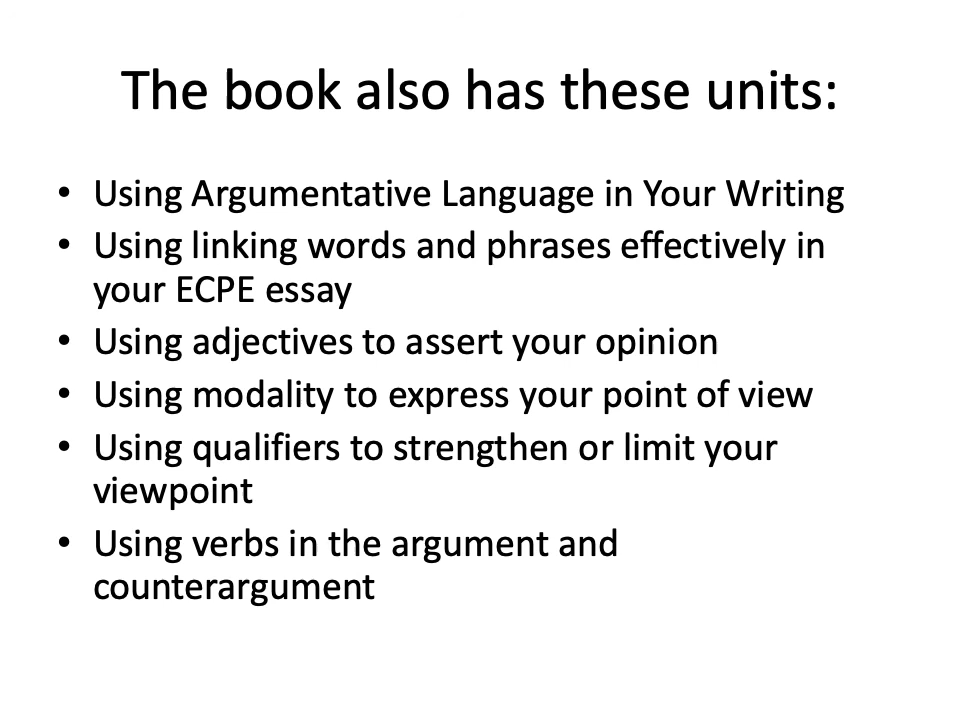 The book also has these units:
• Using Argumentative Language in Your Writing
• Using linking words and phrases effectively in
your ECPE essay
• Using adjectives to assert your opinion
• Using modality to express your point of view
• Using qualifiers to strengthen or limit your
viewpoint
• Using verbs in the argument and
counterargument